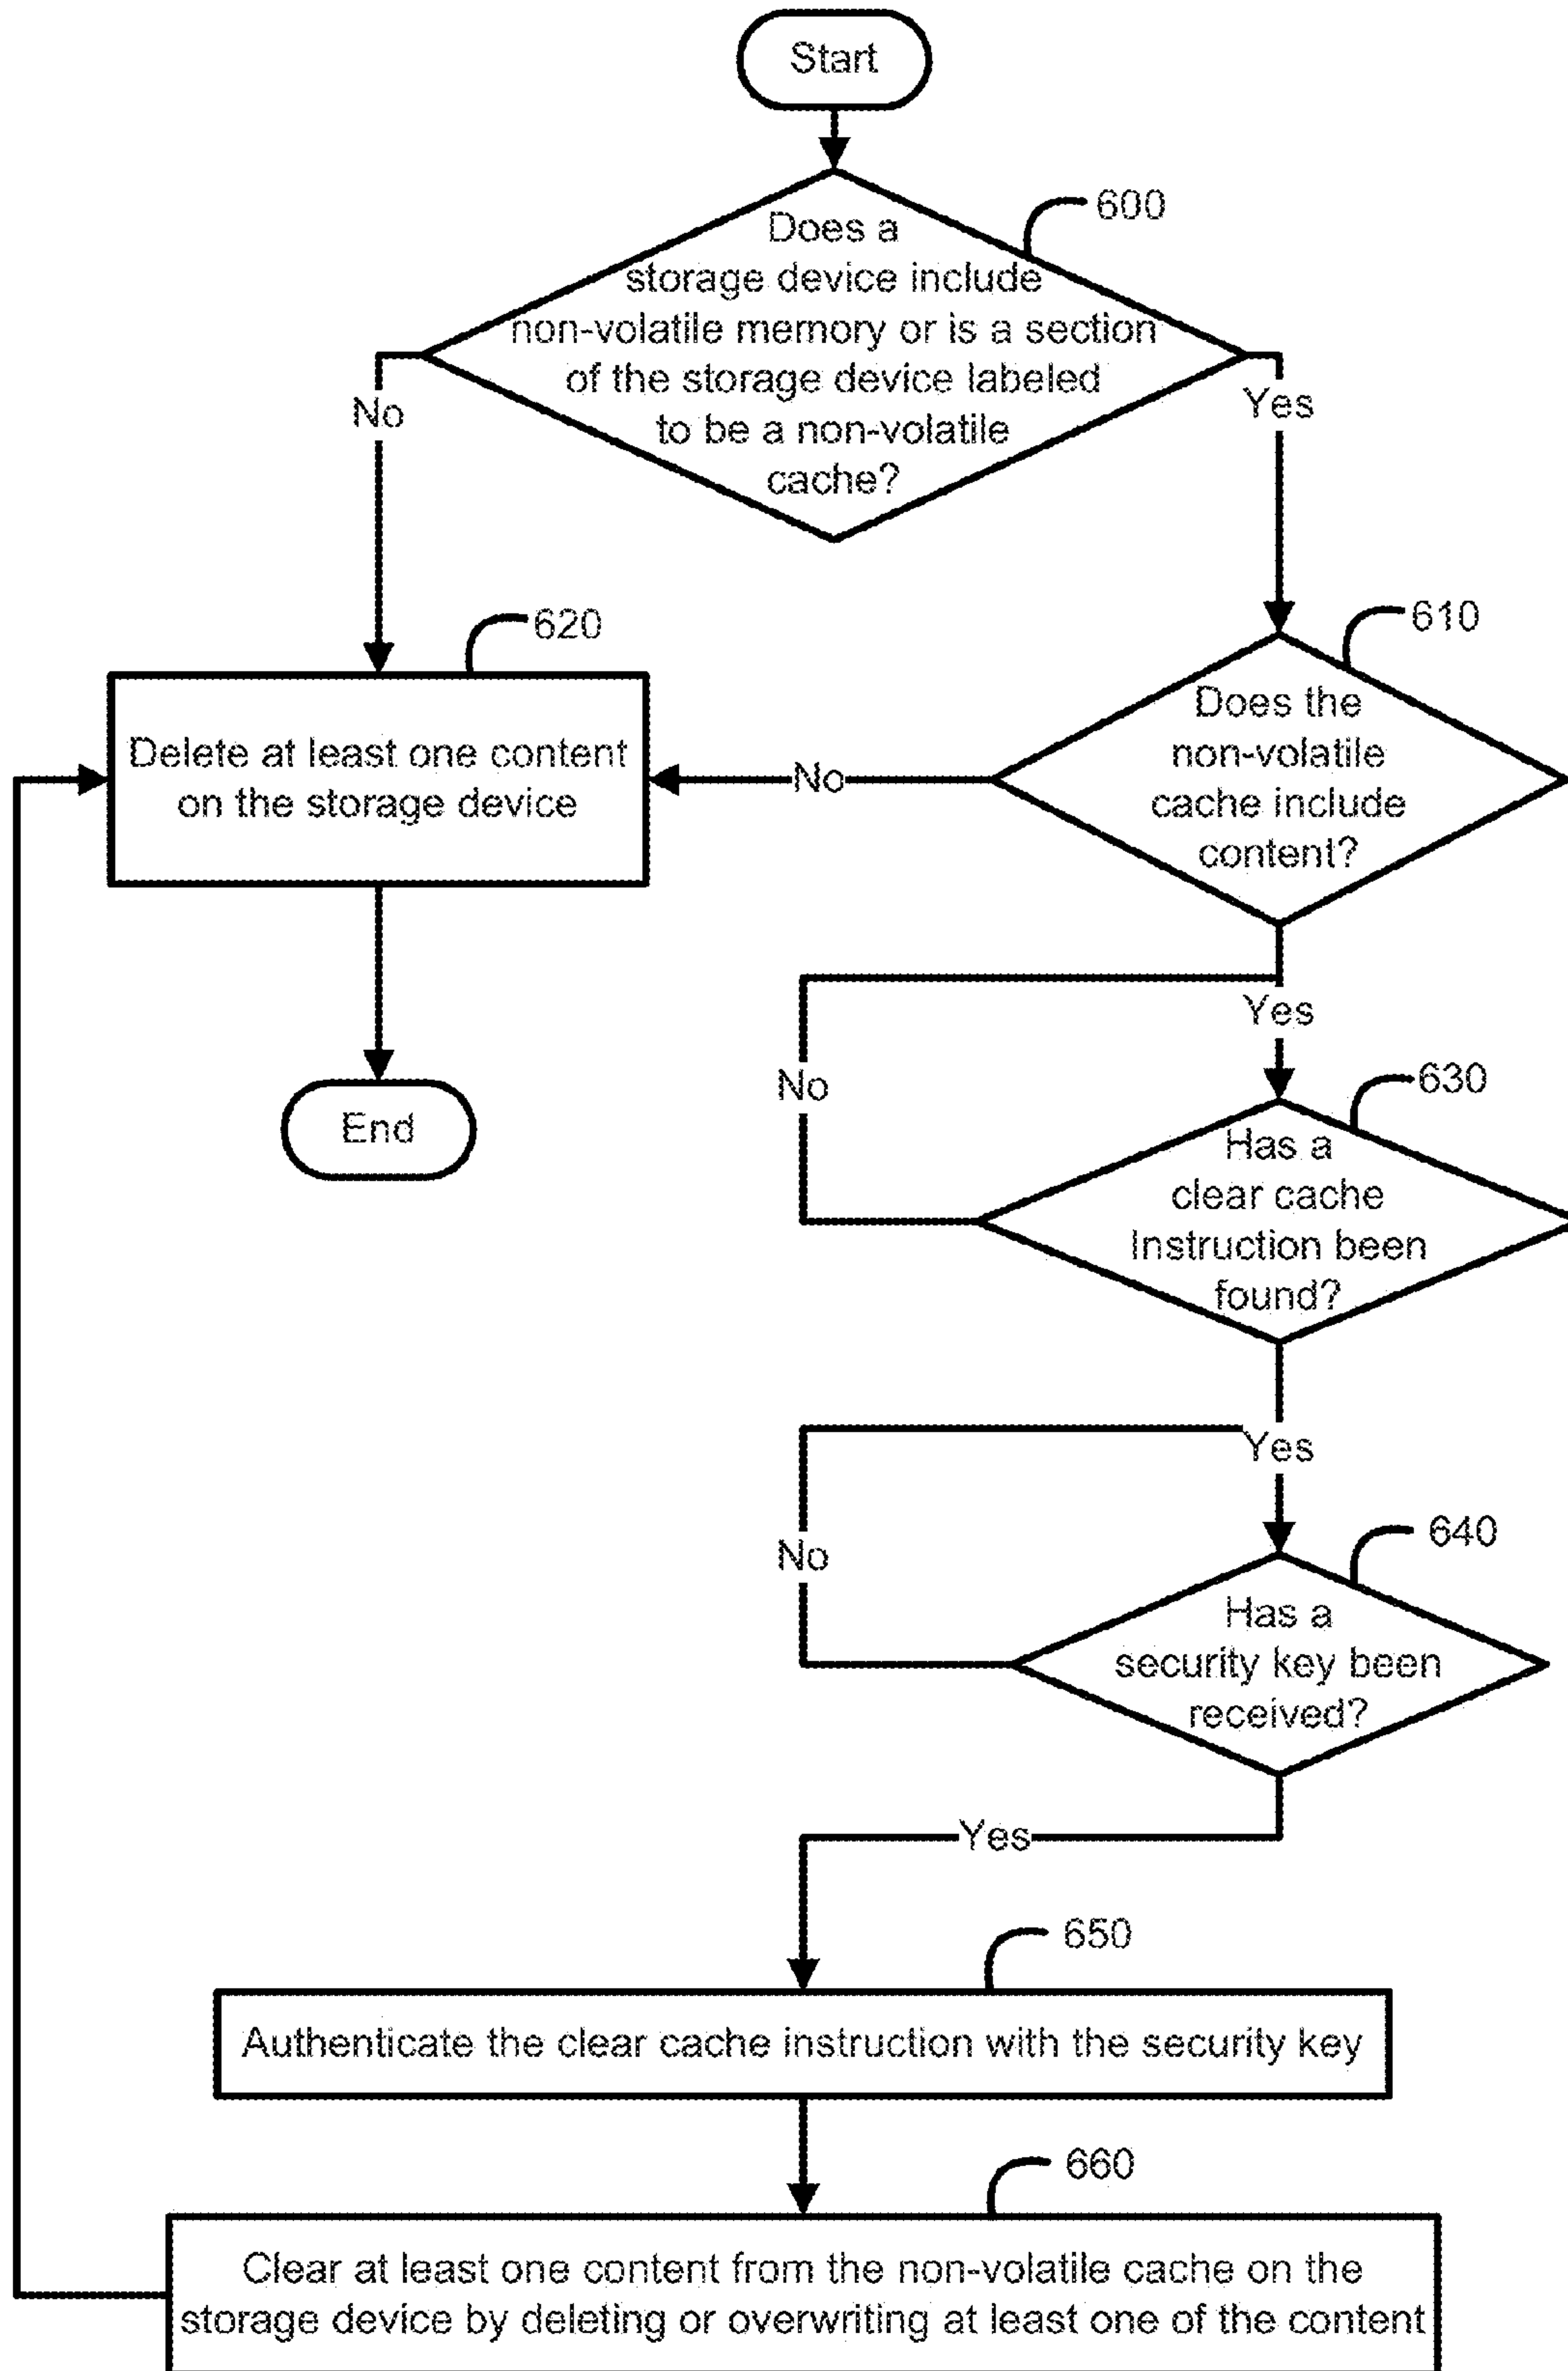 Start
600
Does a
storage device include
non-volatile memory or is a section
of the storage device labeled
to be a non-volatile
cache?
No
Yes
620
610
Delete at least one content
on the storage device
No
Does the
non-volatile
cache include
content?
Yes
No
630
End
Has a
clear cache
Instruction been
found?
Yes
No
640
Has a
security key been
received?
Yes
650
Authenticate the clear cache instruction with the security key
660
Clear at least one content from the non-volatile cache on the
storage device by deleting or overwriting at least one of the content